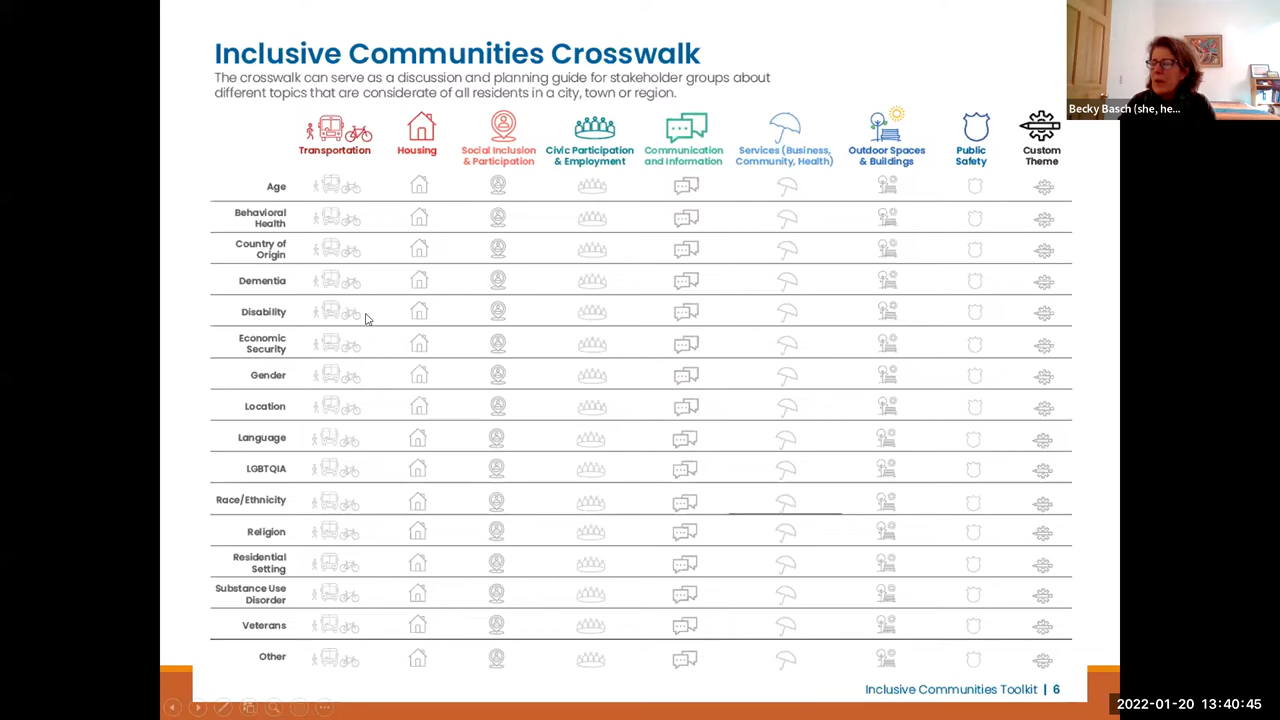 Inclusive Communities Crosswalk
The crosswalk can serve as a discussion and planning guide for stakeholder groups about
different topics that are considerate of all residents in a city, town or region.
Becky Basch (she, he...
Transportation
Housing
Social Inclusion
& Participation
Civic Participation
& Employment
Communication
and Information
Services (Business,
Community, Health)
Outdoor Spaces
& Buildings
Public
Safety
Custom
Theme
Age
Behavioral
Health
Country of
Origin
Dementia
Disability
Economic
Security
Gender
Location
Language
LGBTQIA
Race/Ethnicity
Religion
Residential
Setting
Substance Use
Disorder
Veterans
Other
Inclusive Communities Toolkit | 6
2022-01-20 13:40:45